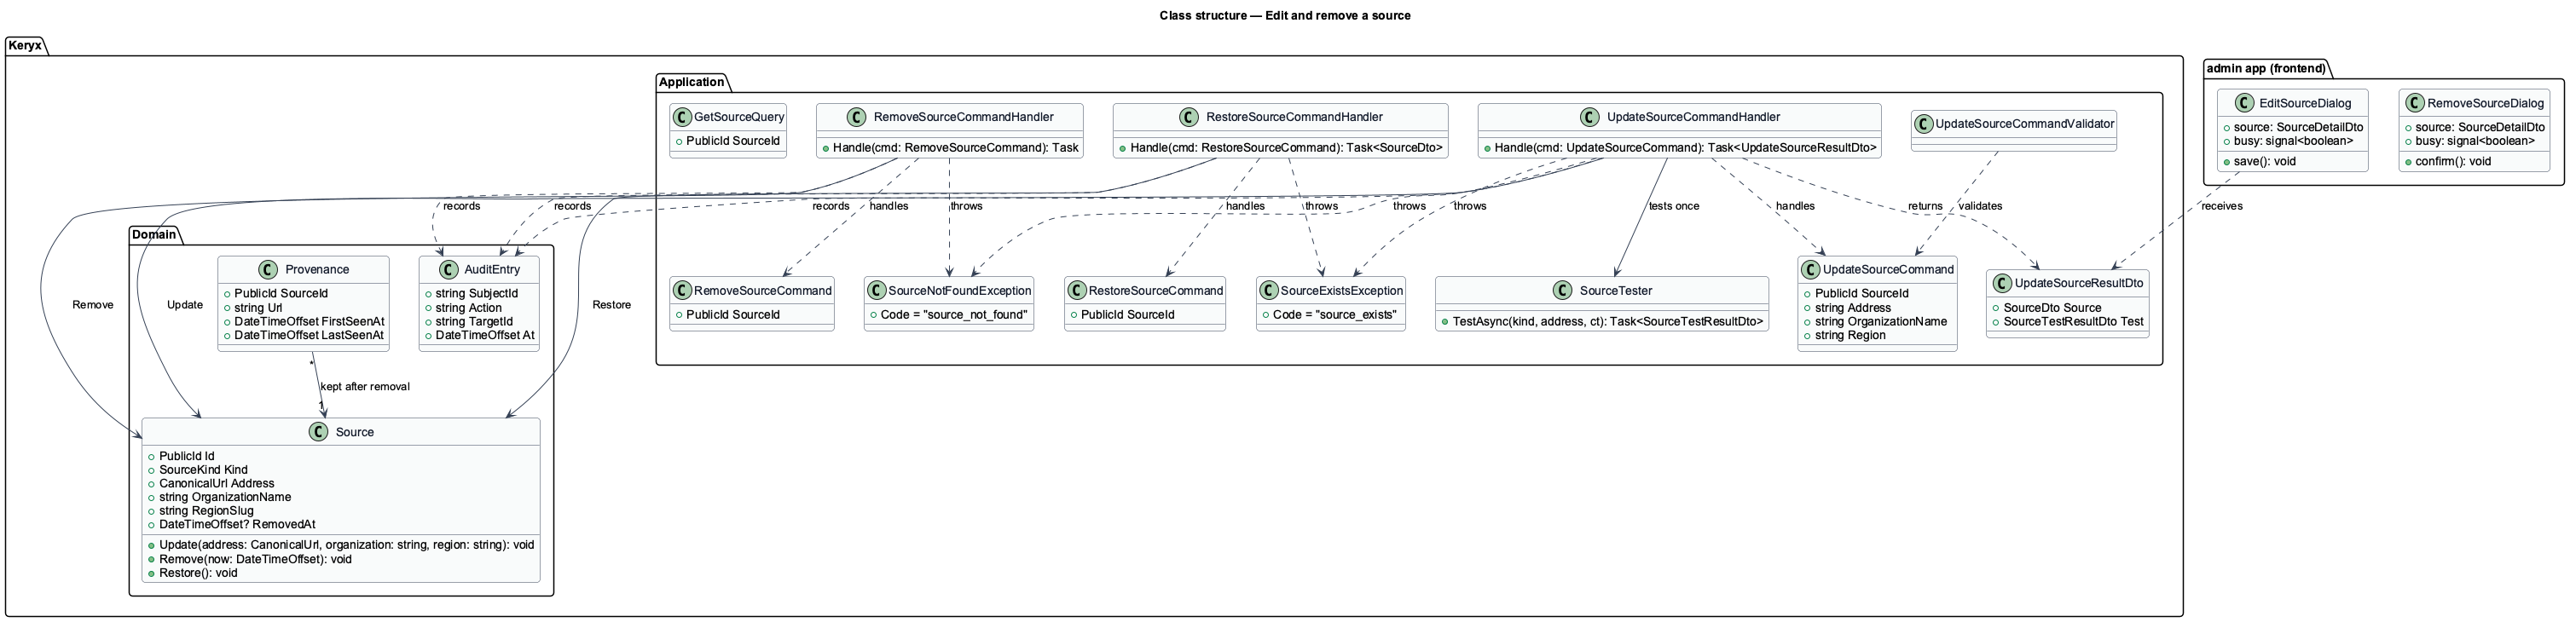 Class structure — Edit and remove a source
Keryx
Application
GetSourceQuery
PublicId SourceId
RemoveSourceCommandHandler
Handle(cmd: RemoveSourceCommand): Task
RestoreSourceCommandHandler
Handle(cmd: RestoreSourceCommand): Task<SourceDto>
UpdateSourceCommandHandler
Handle(cmd: UpdateSourceCommand): Task<UpdateSourceResultDto>
UpdateSourceCommandValidator
admin app (frontend)
EditSourceDialog
source: SourceDetailDto
busy: signal<boolean>
save(): void
RemoveSourceDialog
source: SourceDetailDto
busy: signal<boolean>
confirm(): void
records
records
records
handles
throws
handles
throws
throws
throws
tests once
handles
returns
validates
receives
Domain
Provenance
PublicId SourceId
string Url
DateTimeOffset FirstSeenAt
DateTimeOffset LastSeenAt
AuditEntry
string SubjectId
string Action
string TargetId
DateTimeOffset At
RemoveSourceCommand
PublicId SourceId
SourceNotFoundException
Code = "source_not_found"
RestoreSourceCommand
PublicId SourceId
SourceExistsException
Code = "source_exists"
SourceTester
TestAsync(kind, address, ct): Task<SourceTestResultDto>
UpdateSourceCommand
PublicId SourceId
string Address
string OrganizationName
string Region
UpdateSourceResultDto
SourceDto Source
SourceTestResultDto Test
Remove
Update
Restore
*
kept after removal
1
Source
PublicId Id
SourceKind Kind
CanonicalUrl Address
string OrganizationName
string RegionSlug
DateTimeOffset? RemovedAt
Update(address: CanonicalUrl, organization: string, region: string): void
Remove(now: DateTimeOffset): void
Restore(): void